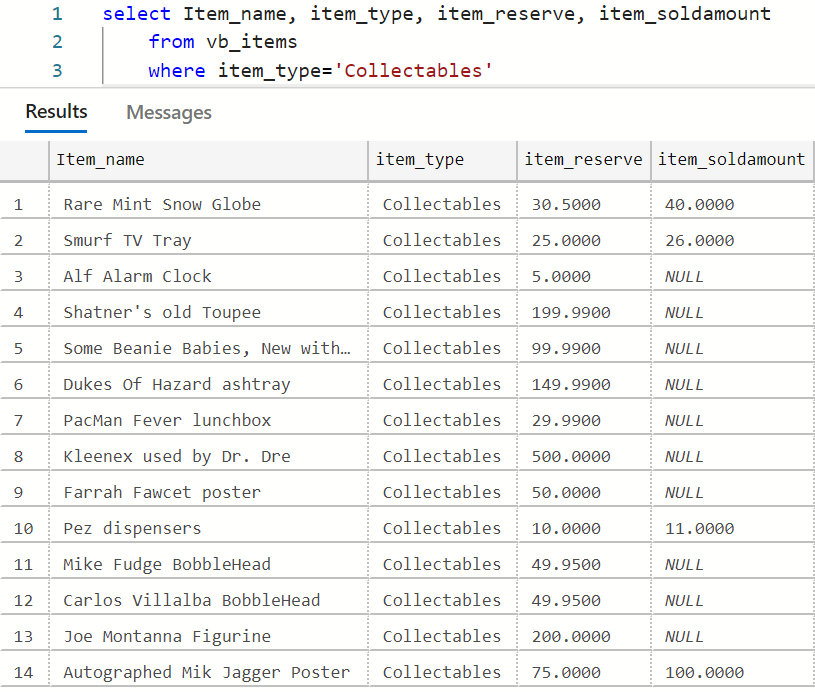 1 select Item_name, item_type, item_reserve, item_soldamount
2 from vb_items
3 where item_type='Collectables'
Results Messages
Item_name item_type item_reserve item_soldamount
1 Rare Mint Snow Globe Collectables 30.5000 40.0000
2 Smurf TV Tray Collectables 25.0000 26.0000
3 Alf Alarm Clock Collectables 5.0000 NULL
4 Shatner's old Toupee Collectables 199.9900 NULL
5 Some Beanie Babies, New with… Collectables 99.9900 NULL
6 Dukes Of Hazard ashtray Collectables 149.9900 NULL
7 PacMan Fever lunchbox Collectables 29.9900 NULL
8 Kleenex used by Dr. Dre Collectables 500.0000 NULL
9 Farrah Fawcet poster Collectables 50.0000 NULL
10 Pez dispensers Collectables 10.0000 11.0000
11 Mike Fudge BobbleHead Collectables 49.9500 NULL
12 Carlos Villalba BobbleHead Collectables 49.9500 NULL
13 Joe Montanna Figurine Collectables 200.0000 NULL
14 Autographed Mik Jagger Poster Collectables 75.0000 100.0000